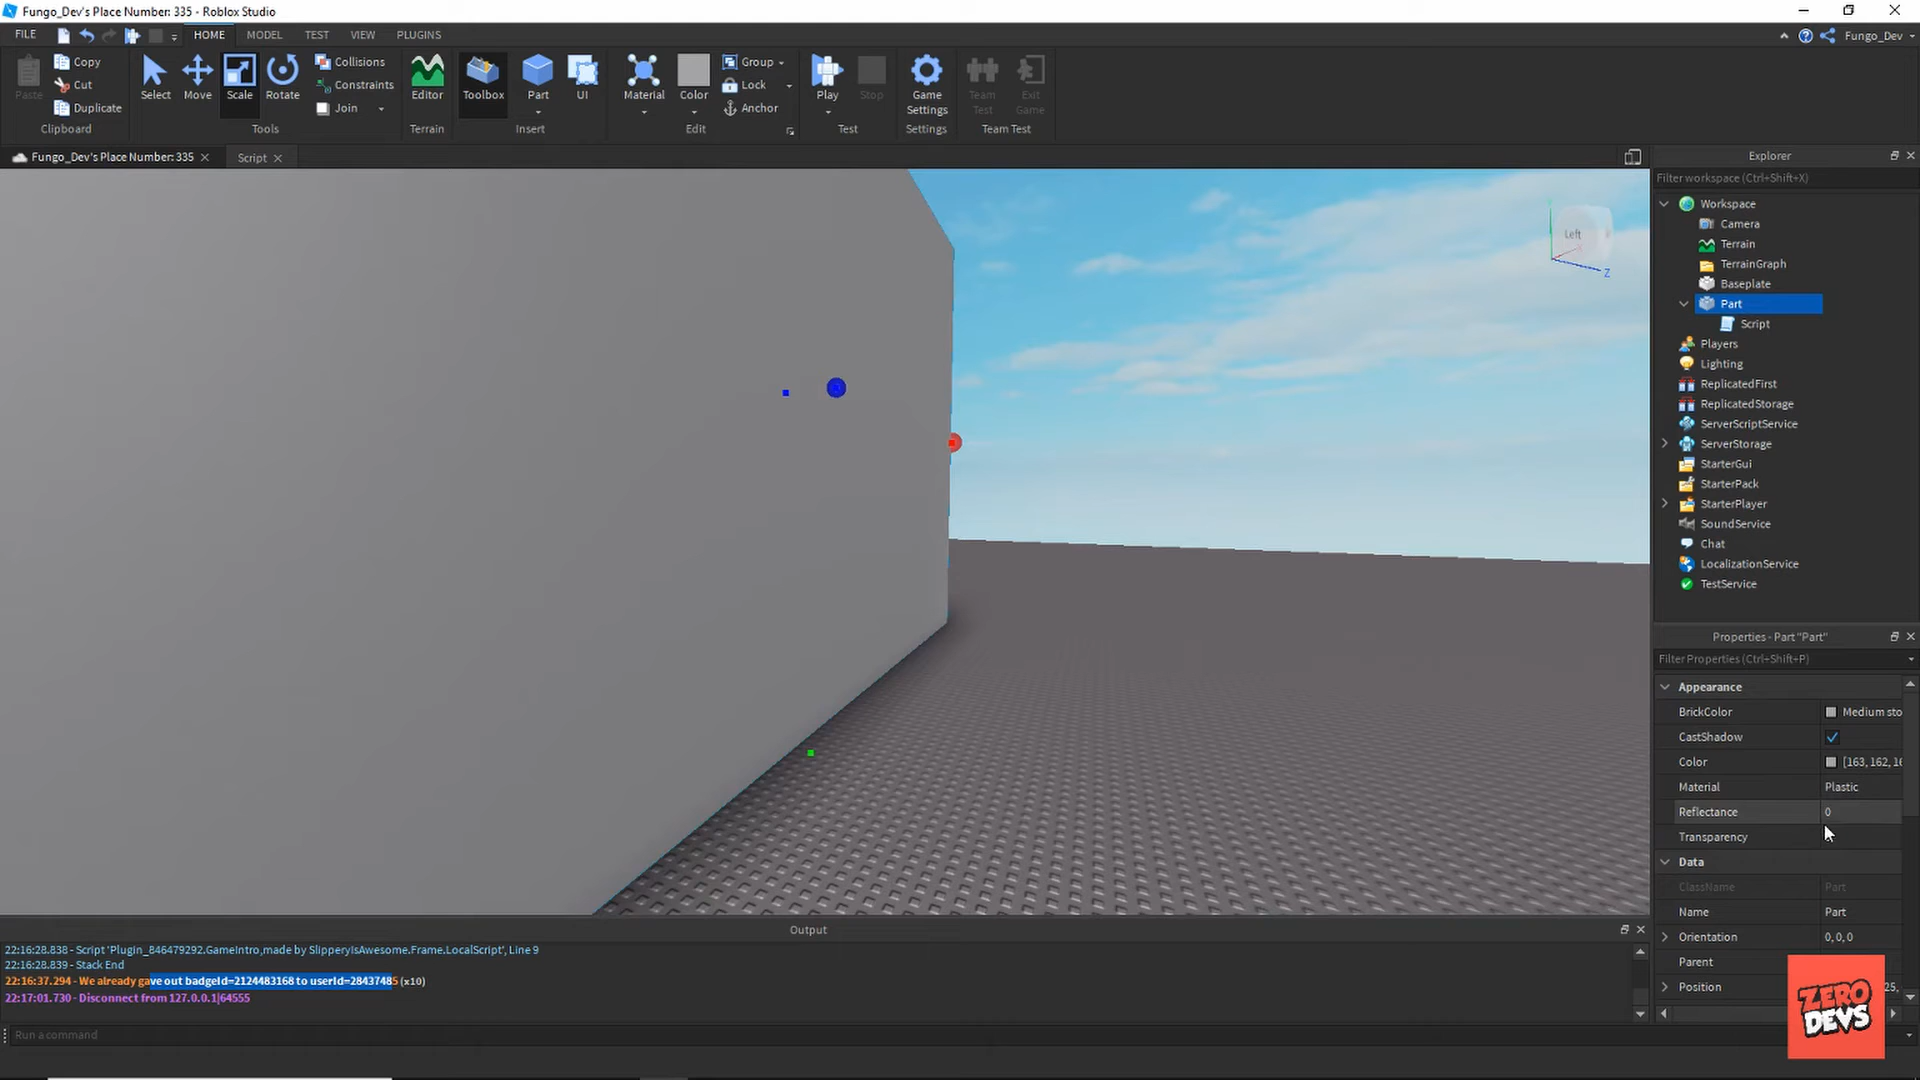 Fungo_Dev's Place Number: 335 - Roblox Studio
FILE
HOME
MODEL
TEST
VIEW
PLUGINS
Fungo_Dev
Paste
Copy
Cut
Duplicate
Clipboard
Select
Move
Scale
Rotate
Collisions
Constraints
Join
Tools
Editor
Terrain
Toolbox
Part
UI
Insert
Material
Color
Group
Lock
Anchor
Edit
Play
Stop
Test
Game
Settings
Settings
Team
Test
Exit
Game
Team Test
Fungo_Dev's Place Number: 335
Script
Explorer
Filter workspace (Ctrl+Shift+X)
Workspace
Camera
Terrain
TerrainGraph
Baseplate
Part
Script
Players
Lighting
ReplicatedFirst
ReplicatedStorage
ServerScriptService
ServerStorage
StarterGui
StarterPack
StarterPlayer
SoundService
Chat
LocalizationService
TestService
Left
Z
Properties - Part "Part"
Filter Properties (Ctrl+Shift+P)
Appearance
BrickColor Medium sto
CastShadow
Color [163, 162, 16
Material Plastic
Reflectance 0
Transparency
Data
ClassName Part
Name Part
Orientation 0, 0, 0
Parent
Position 25,
ZERO
DEVS
Output
22:16:28.838 - Script 'Plugin_846479292.GameIntro,made by SlipperyIsAwesome.Frame.LocalScript', Line 9
22:16:28.839 - Stack End
22:16:37.294 - We already gave out badgeId=2124483168 to userId=28437485 (x10)
22:17:01.730 - Disconnect from 127.0.0.1|64555
Run a command